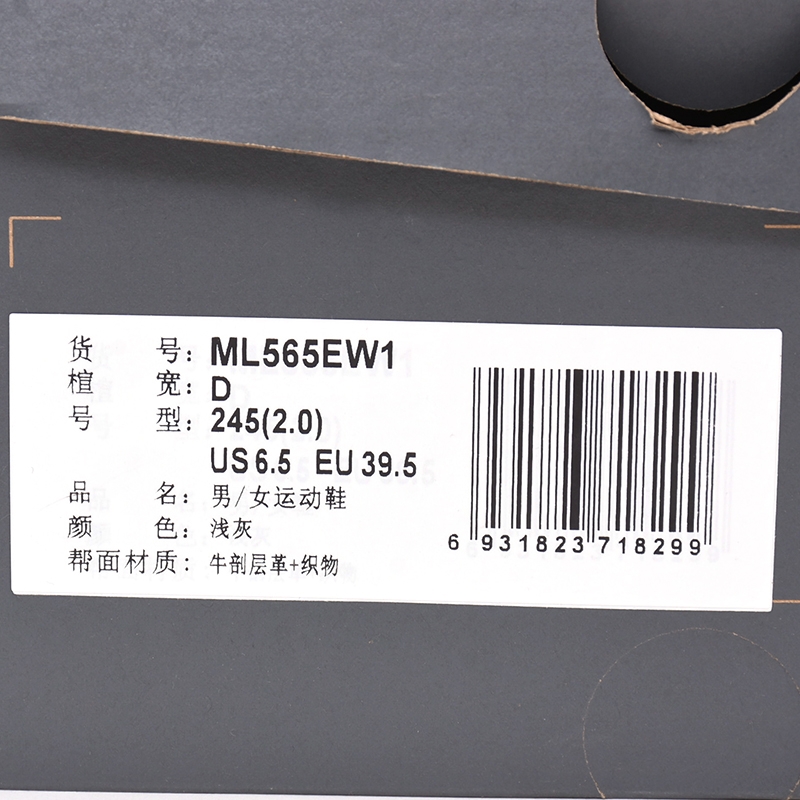 货 号：ML565EW1
楦 宽：D
号 型：245(2.0)
US 6.5 EU 39.5
品 名：男/女运动鞋
颜 色：浅灰
帮面材质：牛剖层革+织物
6 931823 718299